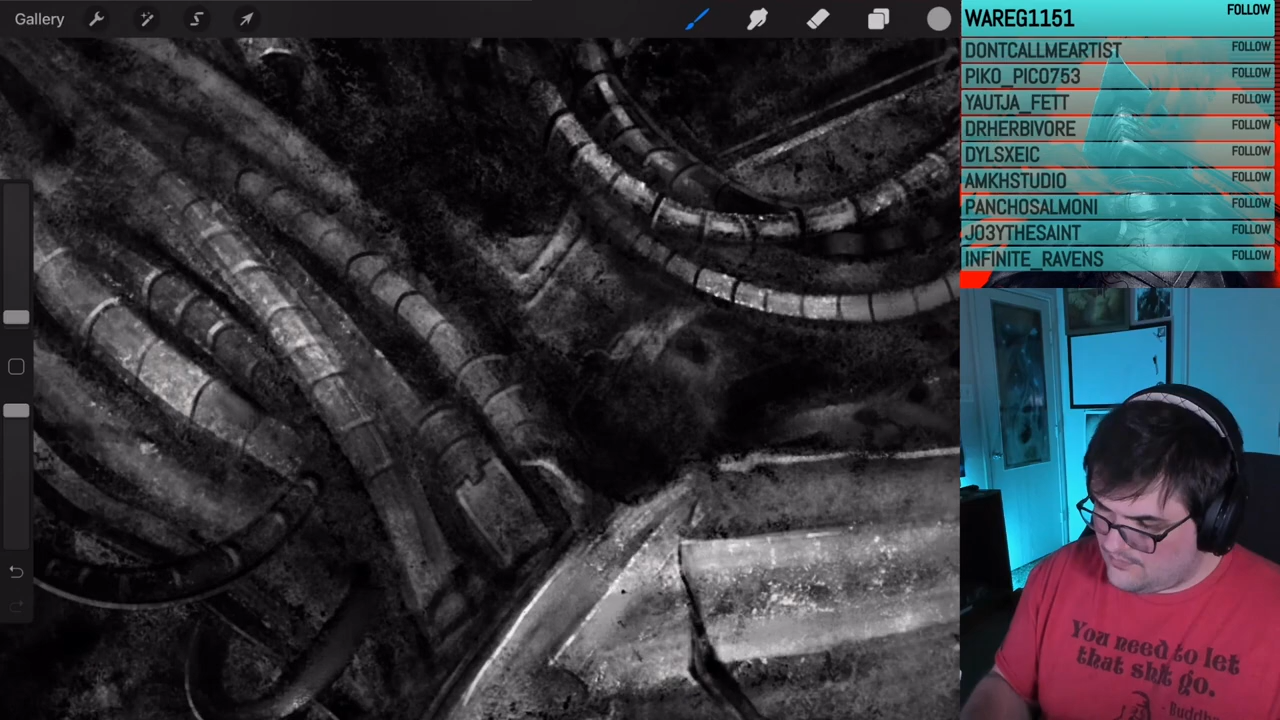 Gallery
WAREG1151 FOLLOW
DONTCALLMEARTIST FOLLOW
PIKO_PICO753 FOLLOW
YAUTJA_FETT FOLLOW
DRHERBIVORE FOLLOW
DYLSXEIC FOLLOW
AMKHSTUDIO FOLLOW
PANCHOSALMONI FOLLOW
JO3YTHESAINT FOLLOW
INFINITE_RAVENS FOLLOW
You need to let
that sh!t go.